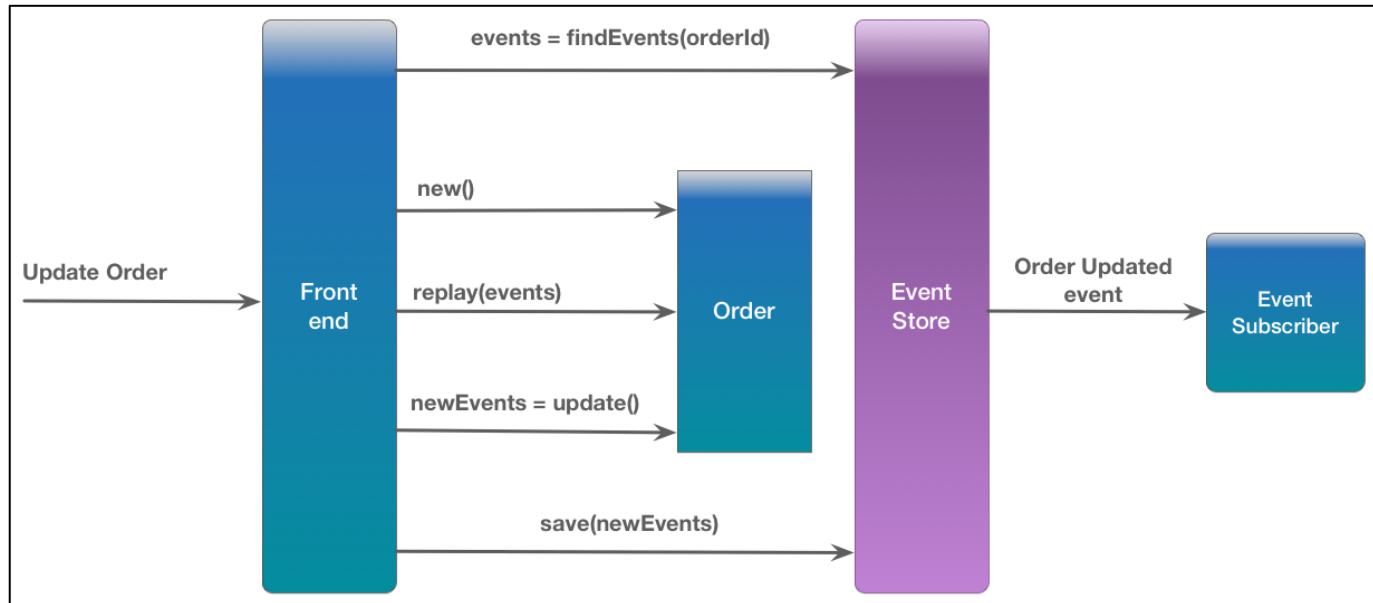 events = findEvents(orderId)
new()
Update Order
Front
end
replay(events)
Order
Event
Store
Order Updated
event
Event
Subscriber
newEvents = update()
save(newEvents)